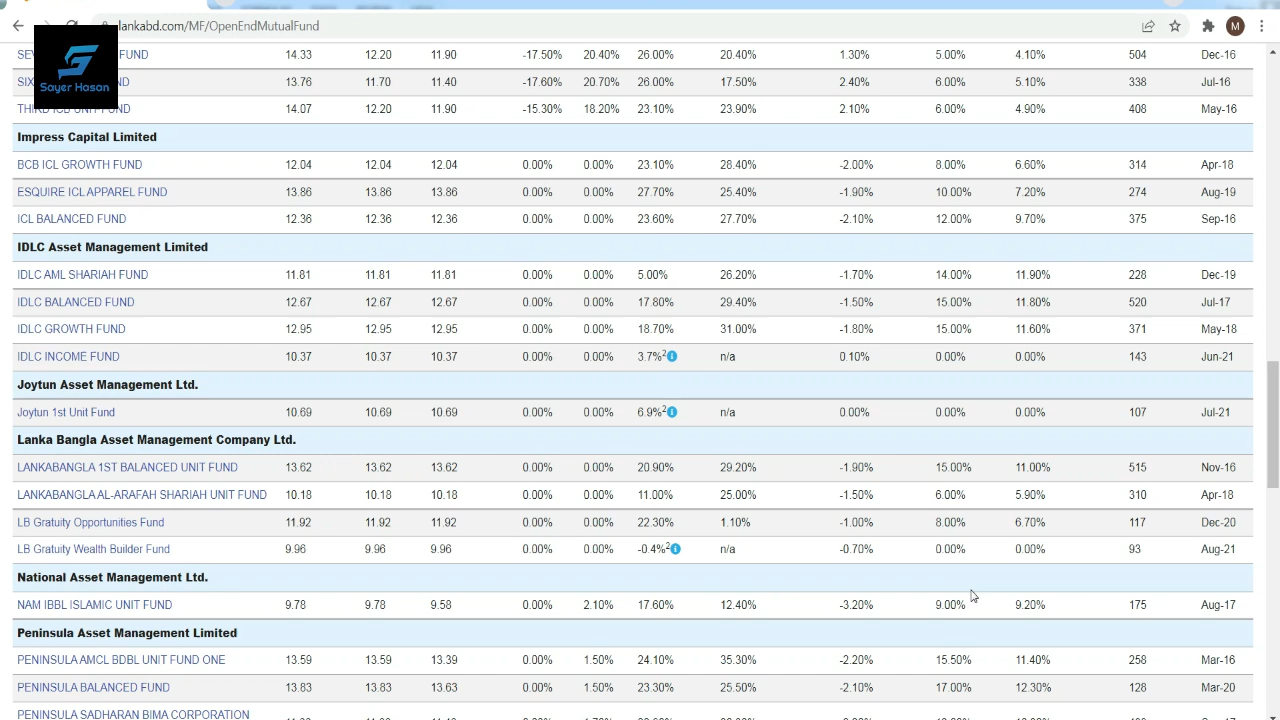 lankabd.com/MF/OpenEndMutualFund
M
Sayer Hasan
FUND 14.33 12.20 11.90 -17.50% 20.40% 26.00% 20.40% 1.30% 5.00% 4.10% 504 Dec-16
SIX 13.76 11.70 11.40 -17.60% 20.70% 26.00% 17.50% 2.40% 6.00% 5.10% 338 Jul-16
THIRD ICB UNIT FUND 14.07 12.20 11.90 -15.30% 18.20% 23.10% 23.90% 2.10% 6.00% 4.90% 408 May-16
Impress Capital Limited
BCB ICL GROWTH FUND 12.04 12.04 12.04 0.00% 0.00% 23.10% 28.40% -2.00% 8.00% 6.60% 314 Apr-18
ESQUIRE ICL APPAREL FUND 13.86 13.86 13.86 0.00% 0.00% 27.70% 25.40% -1.90% 10.00% 7.20% 274 Aug-19
ICL BALANCED FUND 12.36 12.36 12.36 0.00% 0.00% 23.60% 27.70% -2.10% 12.00% 9.70% 375 Sep-16
IDLC Asset Management Limited
IDLC AML SHARIAH FUND 11.81 11.81 11.81 0.00% 0.00% 5.00% 26.20% -1.70% 14.00% 11.90% 228 Dec-19
IDLC BALANCED FUND 12.67 12.67 12.67 0.00% 0.00% 17.80% 29.40% -1.50% 15.00% 11.80% 520 Jul-17
IDLC GROWTH FUND 12.95 12.95 12.95 0.00% 0.00% 18.70% 31.00% -1.80% 15.00% 11.60% 371 May-18
IDLC INCOME FUND 10.37 10.37 10.37 0.00% 0.00% 3.7%² n/a 0.10% 0.00% 0.00% 143 Jun-21
Joytun Asset Management Ltd.
Joytun 1st Unit Fund 10.69 10.69 10.69 0.00% 0.00% 6.9%² n/a 0.00% 0.00% 0.00% 107 Jul-21
Lanka Bangla Asset Management Company Ltd.
LANKABANGLA 1ST BALANCED UNIT FUND 13.62 13.62 13.62 0.00% 0.00% 20.90% 29.20% -1.90% 15.00% 11.00% 515 Nov-16
LANKABANGLA AL-ARAFAH SHARIAH UNIT FUND 10.18 10.18 10.18 0.00% 0.00% 11.00% 25.00% -1.50% 6.00% 5.90% 310 Apr-18
LB Gratuity Opportunities Fund 11.92 11.92 11.92 0.00% 0.00% 22.30% 1.10% -1.00% 8.00% 6.70% 117 Dec-20
LB Gratuity Wealth Builder Fund 9.96 9.96 9.96 0.00% 0.00% -0.4%² n/a -0.70% 0.00% 0.00% 93 Aug-21
National Asset Management Ltd.
NAM IBBL ISLAMIC UNIT FUND 9.78 9.78 9.58 0.00% 2.10% 17.60% 12.40% -3.20% 9.00% 9.20% 175 Aug-17
Peninsula Asset Management Limited
PENINSULA AMCL BDBL UNIT FUND ONE 13.59 13.59 13.39 0.00% 1.50% 24.10% 35.30% -2.20% 15.50% 11.40% 258 Mar-16
PENINSULA BALANCED FUND 13.83 13.83 13.63 0.00% 1.50% 23.30% 25.50% -2.10% 17.00% 12.30% 128 Mar-20
PENINSULA SADHARAN BIMA CORPORATION